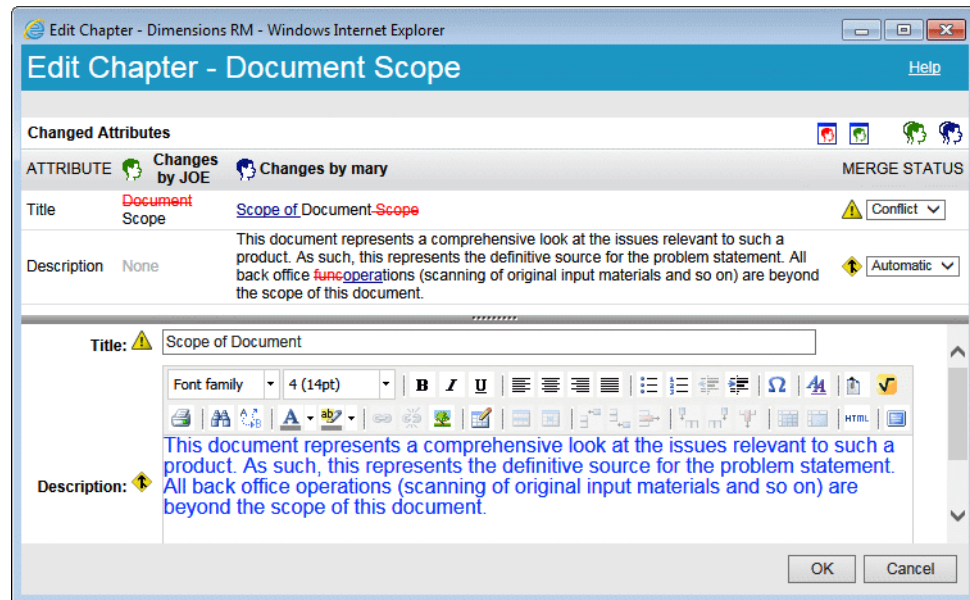 Edit Chapter - Dimensions RM - Windows Internet Explorer
Edit Chapter - Document Scope
Help
Changed Attributes
ATTRIBUTE Changes by JOE Changes by mary MERGE STATUS
Title Document Scope Scope of Document Scope Conflict
Description None This document represents a comprehensive look at the issues relevant to such a
product. As such, this represents the definitive source for the problem statement. All
back office funcoperations (scanning of original input materials and so on) are beyond
the scope of this document. Automatic
Title: Scope of Document
Font family 4 (14pt) B I U Ω A
A ab HTML
Description: This document represents a comprehensive look at the issues relevant to such a
product. As such, this represents the definitive source for the problem statement.
All back office operations (scanning of original input materials and so on) are
beyond the scope of this document.
OK Cancel